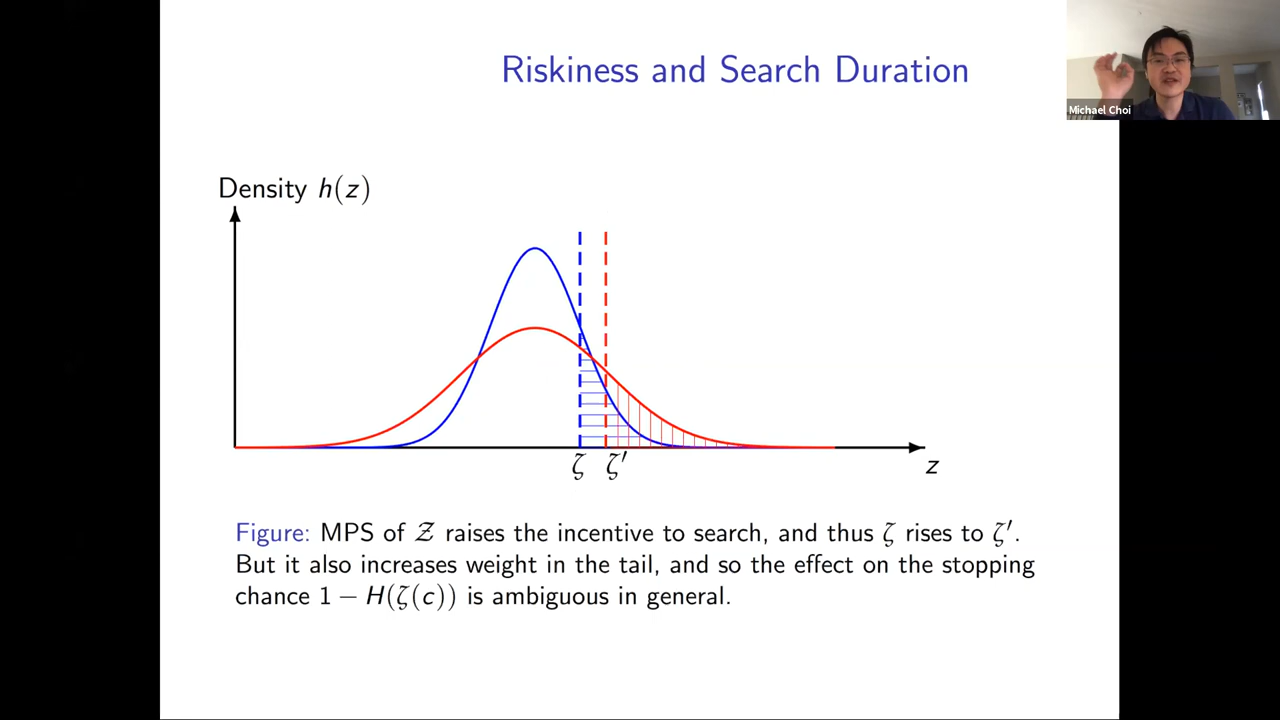 Riskiness and Search Duration
Michael Choi
Density h(z)
ζ ζ′
z
Figure: MPS of 𝒵 raises the incentive to search, and thus ζ rises to ζ′.
But it also increases weight in the tail, and so the effect on the stopping
chance 1 − H(ζ(c)) is ambiguous in general.